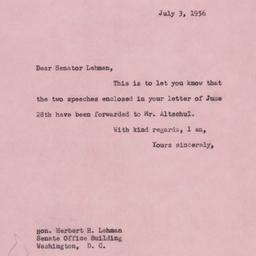 July 3, 1956
Dear Senator Lehman,
This is to let you know that
the two speeches enclosed in your letter of June
28th have been forwarded to Mr. Altschul.
With kind regards, I am,
Yours sincerely,
Hon. Herbert H. Lehman
Senate Office Building
Washington, D. C.